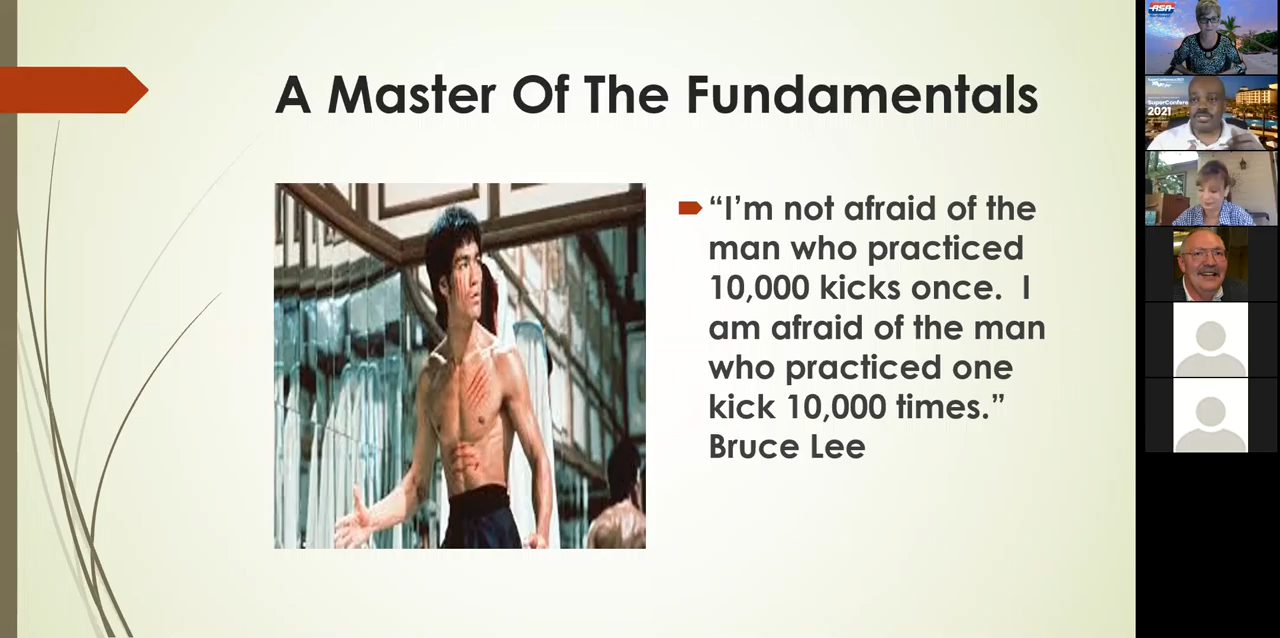 A Master Of The Fundamentals
“I’m not afraid of the
man who practiced
10,000 kicks once.  I
am afraid of the man
who practiced one
kick 10,000 times.”
Bruce Lee
ASA
2021